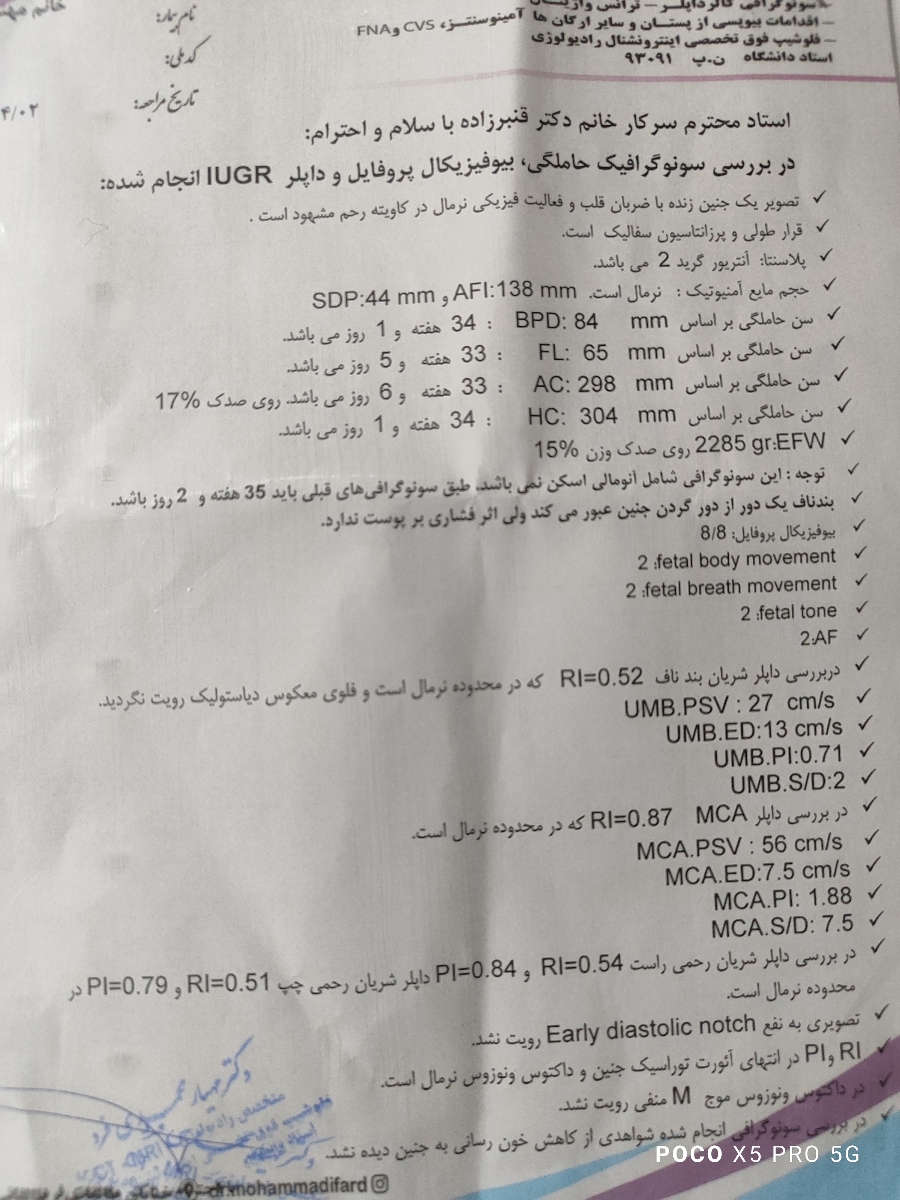 سونوگرافی کالرداپلر – ترانس واژینال
– اقدامات بیوپسی از پستان و سایر ارگان ها آمینوسنتز، CVS وFNA
– فلوشیپ فوق تخصصی اینترونشنال رادیولوژی
استاد دانشگاه ن.پ ۹۳۰۹۱
خانم
نام بیمار:
کدملی:
تاریخ مراجعه:
۴/۰۲
استاد محترم سرکار خانم دکتر قنبرزاده با سلام و احترام:
در بررسی سونوگرافیک حاملگی، بیوفیزیکال پروفایل و داپلر IUGR انجام شده:
✓ تصویر یک جنین زنده با ضربان قلب و فعالیت فیزیکی نرمال در کاویته رحم مشهود است .
✓ قرار طولی و پرزانتاسیون سفالیک است.
✓ پلاسنتا: آنتریور گرید 2 می باشد.
✓ حجم مایع آمنیوتیک : نرمال است. AFI:138 mm و SDP:44 mm
✓ سن حاملگی بر اساس BPD: 84 mm : 34 هفته و 1 روز می باشد.
✓ سن حاملگی بر اساس FL: 65 mm : 33 هفته و 5 روز می باشد.
✓ سن حاملگی بر اساس AC: 298 mm : 33 هفته و 6 روز می باشد. روی صدک 17%
✓ سن حاملگی بر اساس HC: 304 mm : 34 هفته و 1 روز می باشد.
✓ 2285 gr:EFW روی صدک وزن 15%
✓ توجه : این سونوگرافی شامل آنومالی اسکن نمی باشد. طبق سونوگرافی‌های قبلی باید 35 هفته و 2 روز باشد.
✓ بندناف یک دور از دور گردن جنین عبور می کند ولی اثر فشاری بر پوست ندارد.
✓ بیوفیزیکال پروفایل: 8/8
✓ 2 :fetal body movement
✓ 2 :fetal breath movement
✓ 2 :fetal tone
✓ 2:AF
✓ دربررسی داپلر شریان بند ناف RI=0.52 که در محدوده نرمال است و فلوی معکوس دیاستولیک رویت نگردید.
✓ UMB.PSV : 27 cm/s
✓ UMB.ED:13 cm/s
✓ UMB.PI:0.71
✓ UMB.S/D:2
✓ در بررسی داپلر MCA RI=0.87 که در محدوده نرمال است.
✓ MCA.PSV : 56 cm/s
✓ MCA.ED:7.5 cm/s
✓ MCA.PI: 1.88
✓ MCA.S/D: 7.5
✓ در بررسی داپلر شریان رحمی راست RI=0.54 و PI=0.84 داپلر شریان رحمی چپ RI=0.51 و PI=0.79 در
محدوده نرمال است.
✓ تصویری به نفع Early diastolic notch رویت نشد.
✓ RI وPI در انتهای آئورت توراسیک جنین و داکتوس ونوزوس نرمال است.
✓ در داکتوس ونوزوس موج M منفی رویت نشد.
✓ در بررسی سونوگرافی انجام شده شواهدی از کاهش خون رسانی به جنین دیده نشد.
dr.mohammadifard
POCO X5 PRO 5G